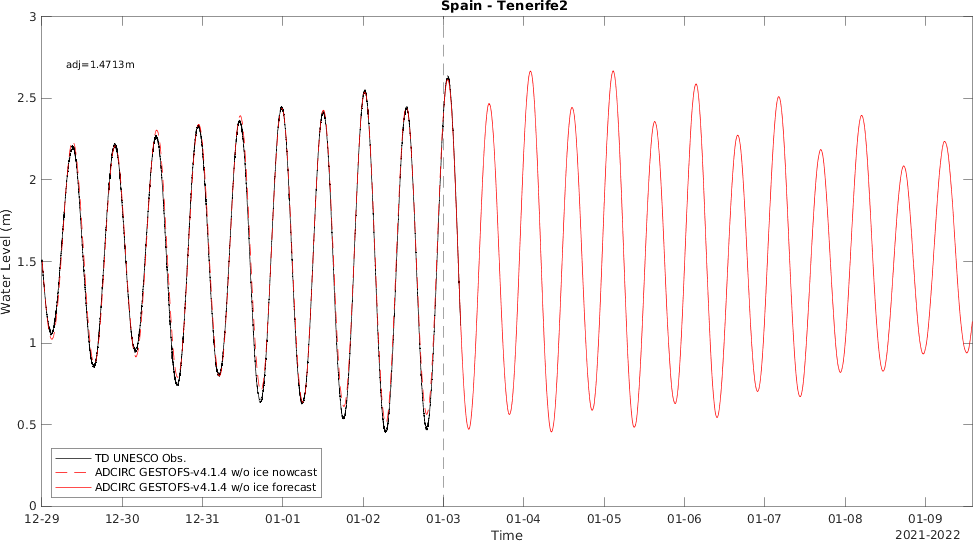 Spain - Tenerife2
adj=1.4713m
3
2.5
2
1.5
1
0.5
0
Water Level (m)
TD UNESCO Obs.
ADCIRC GESTOFS-v4.1.4 w/o ice nowcast
ADCIRC GESTOFS-v4.1.4 w/o ice forecast
12-29 12-30 12-31 01-01 01-02 01-03 01-04 01-05 01-06 01-07 01-08 01-09
Time
2021-2022